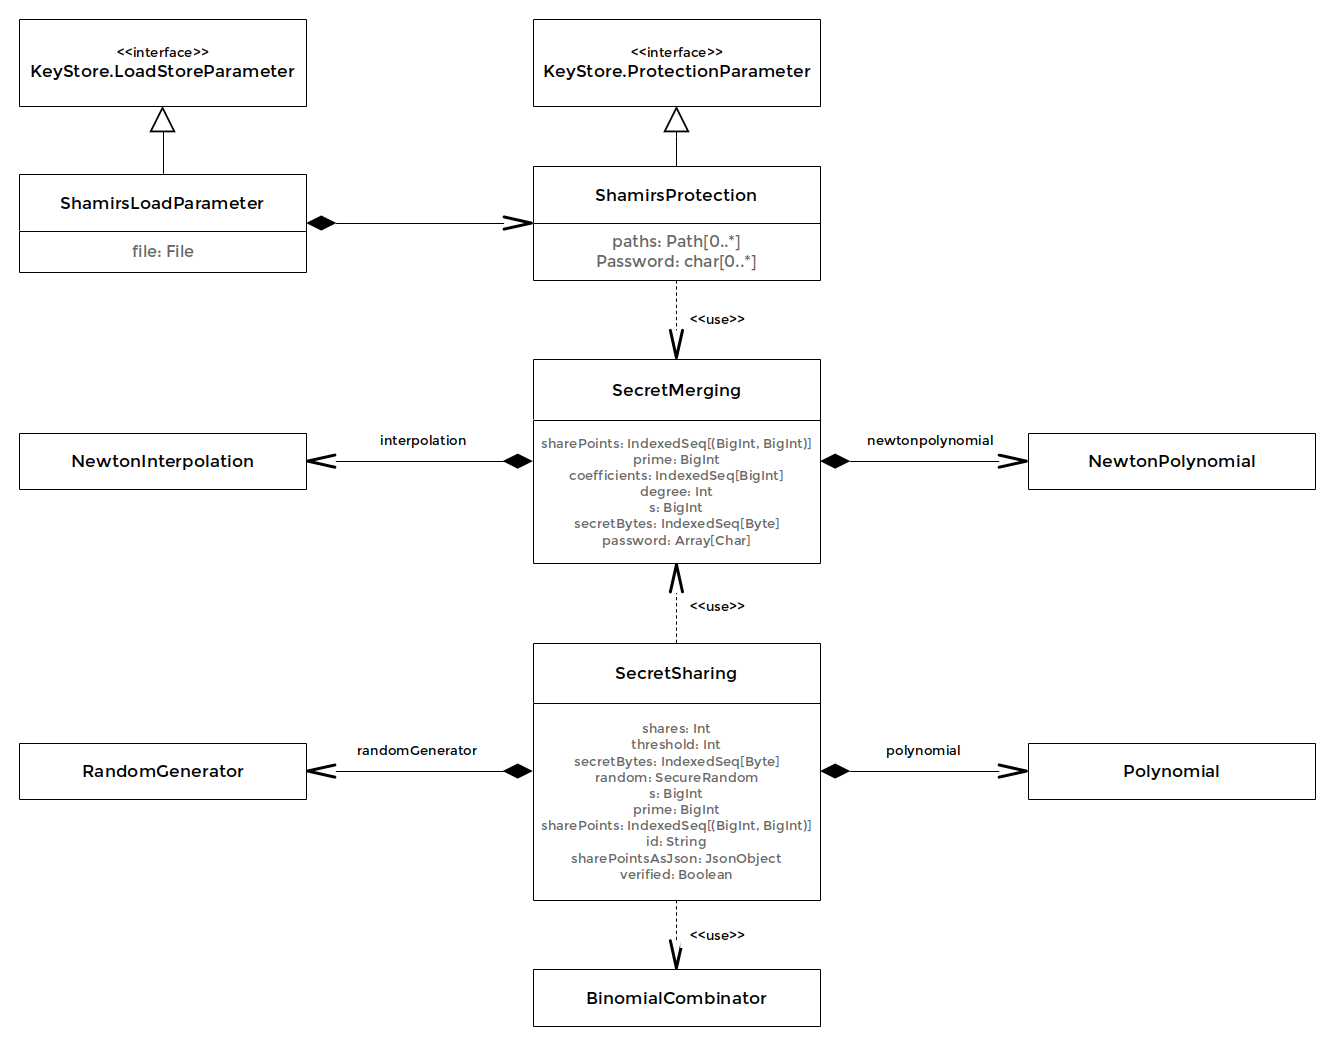 <<interface>>
KeyStore.LoadStoreParameter
<<interface>>
KeyStore.ProtectionParameter
ShamirsLoadParameter
file: File
ShamirsProtection
paths: Path[0..*]
Password: char[0..*]
<<use>>
SecretMerging
sharePoints: IndexedSeq[(BigInt, BigInt)]
prime: BigInt
coefficients: IndexedSeq[BigInt]
degree: Int
s: BigInt
secretBytes: IndexedSeq[Byte]
password: Array[Char]
interpolation
NewtonInterpolation
newtonpolynomial
NewtonPolynomial
<<use>>
SecretSharing
shares: Int
threshold: Int
secretBytes: IndexedSeq[Byte]
random: SecureRandom
s: BigInt
prime: BigInt
sharePoints: IndexedSeq[(BigInt, BigInt)]
id: String
sharePointsAsJson: JsonObject
verified: Boolean
randomGenerator
RandomGenerator
polynomial
Polynomial
<<use>>
BinomialCombinator